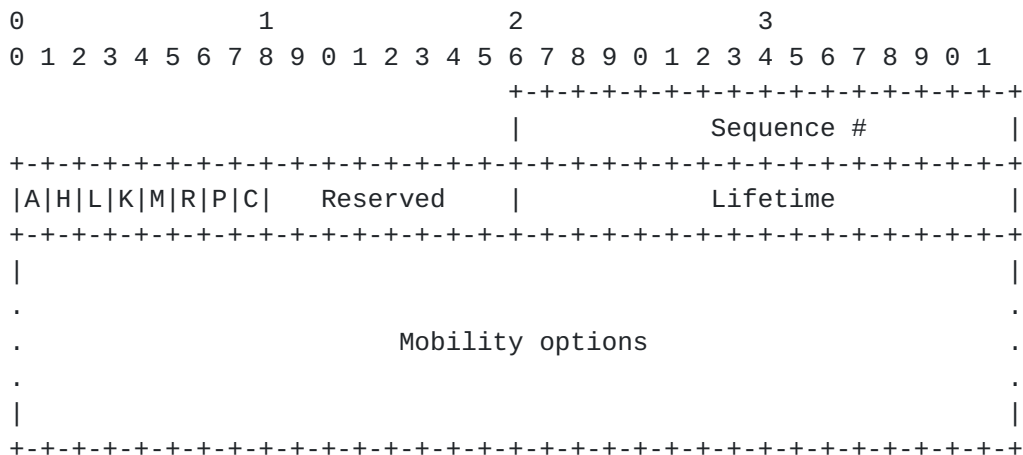 0                   1                   2                   3
0 1 2 3 4 5 6 7 8 9 0 1 2 3 4 5 6 7 8 9 0 1 2 3 4 5 6 7 8 9 0 1
                                +-+-+-+-+-+-+-+-+-+-+-+-+-+-+-+-+
                                |            Sequence #         |
+-+-+-+-+-+-+-+-+-+-+-+-+-+-+-+-+-+-+-+-+-+-+-+-+-+-+-+-+-+-+-+-+
|A|H|L|K|M|R|P|C|   Reserved    |            Lifetime           |
+-+-+-+-+-+-+-+-+-+-+-+-+-+-+-+-+-+-+-+-+-+-+-+-+-+-+-+-+-+-+-+-+
|                                                               |
.                                                               .
.                        Mobility options                       .
.                                                               .
|                                                               |
+-+-+-+-+-+-+-+-+-+-+-+-+-+-+-+-+-+-+-+-+-+-+-+-+-+-+-+-+-+-+-+-+